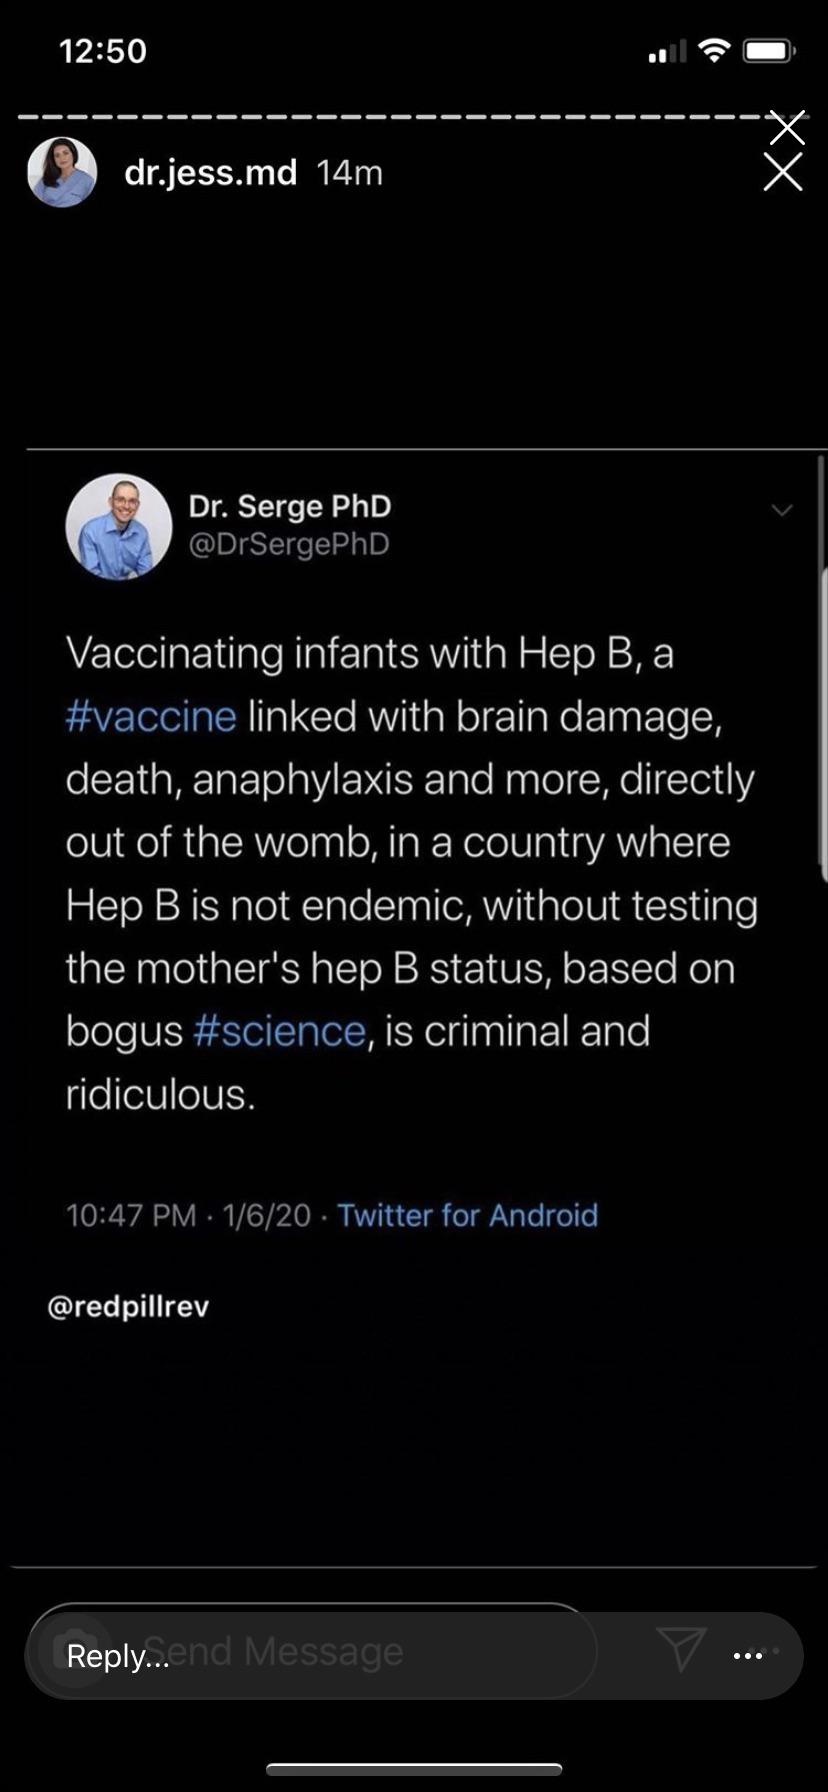 12:50
dr.jess.md 14m
Dr. Serge PhD
@DrSergePhD
Vaccinating infants with Hep B, a
#vaccine linked with brain damage,
death, anaphylaxis and more, directly
out of the womb, in a country where
Hep B is not endemic, without testing
the mother's hep B status, based on
bogus #science, is criminal and
ridiculous.
10:47 PM · 1/6/20 · Twitter for Android
@redpillrev
Reply...
Send Message